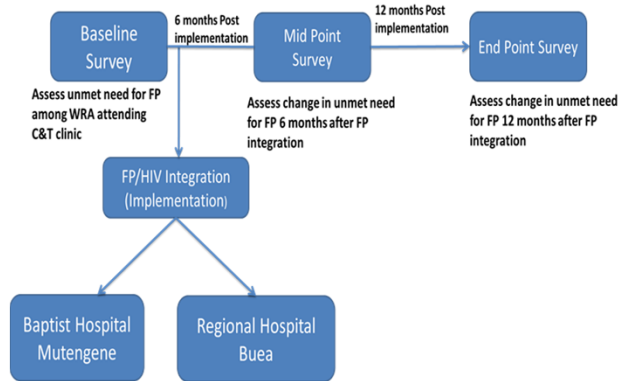 Baseline
Survey
6 months Post
implementation
Mid Point
Survey
12 months Post
implementation
End Point Survey
Assess unmet need for FP
among WRA attending
C&T clinic
Assess change in unmet need
for FP 6 months after FP
integration
Assess change in unmet need
for FP 12 months after FP
integration
FP/HIV Integration
(Implementation)
Baptist Hospital
Mutengene
Regional Hospital
Buea